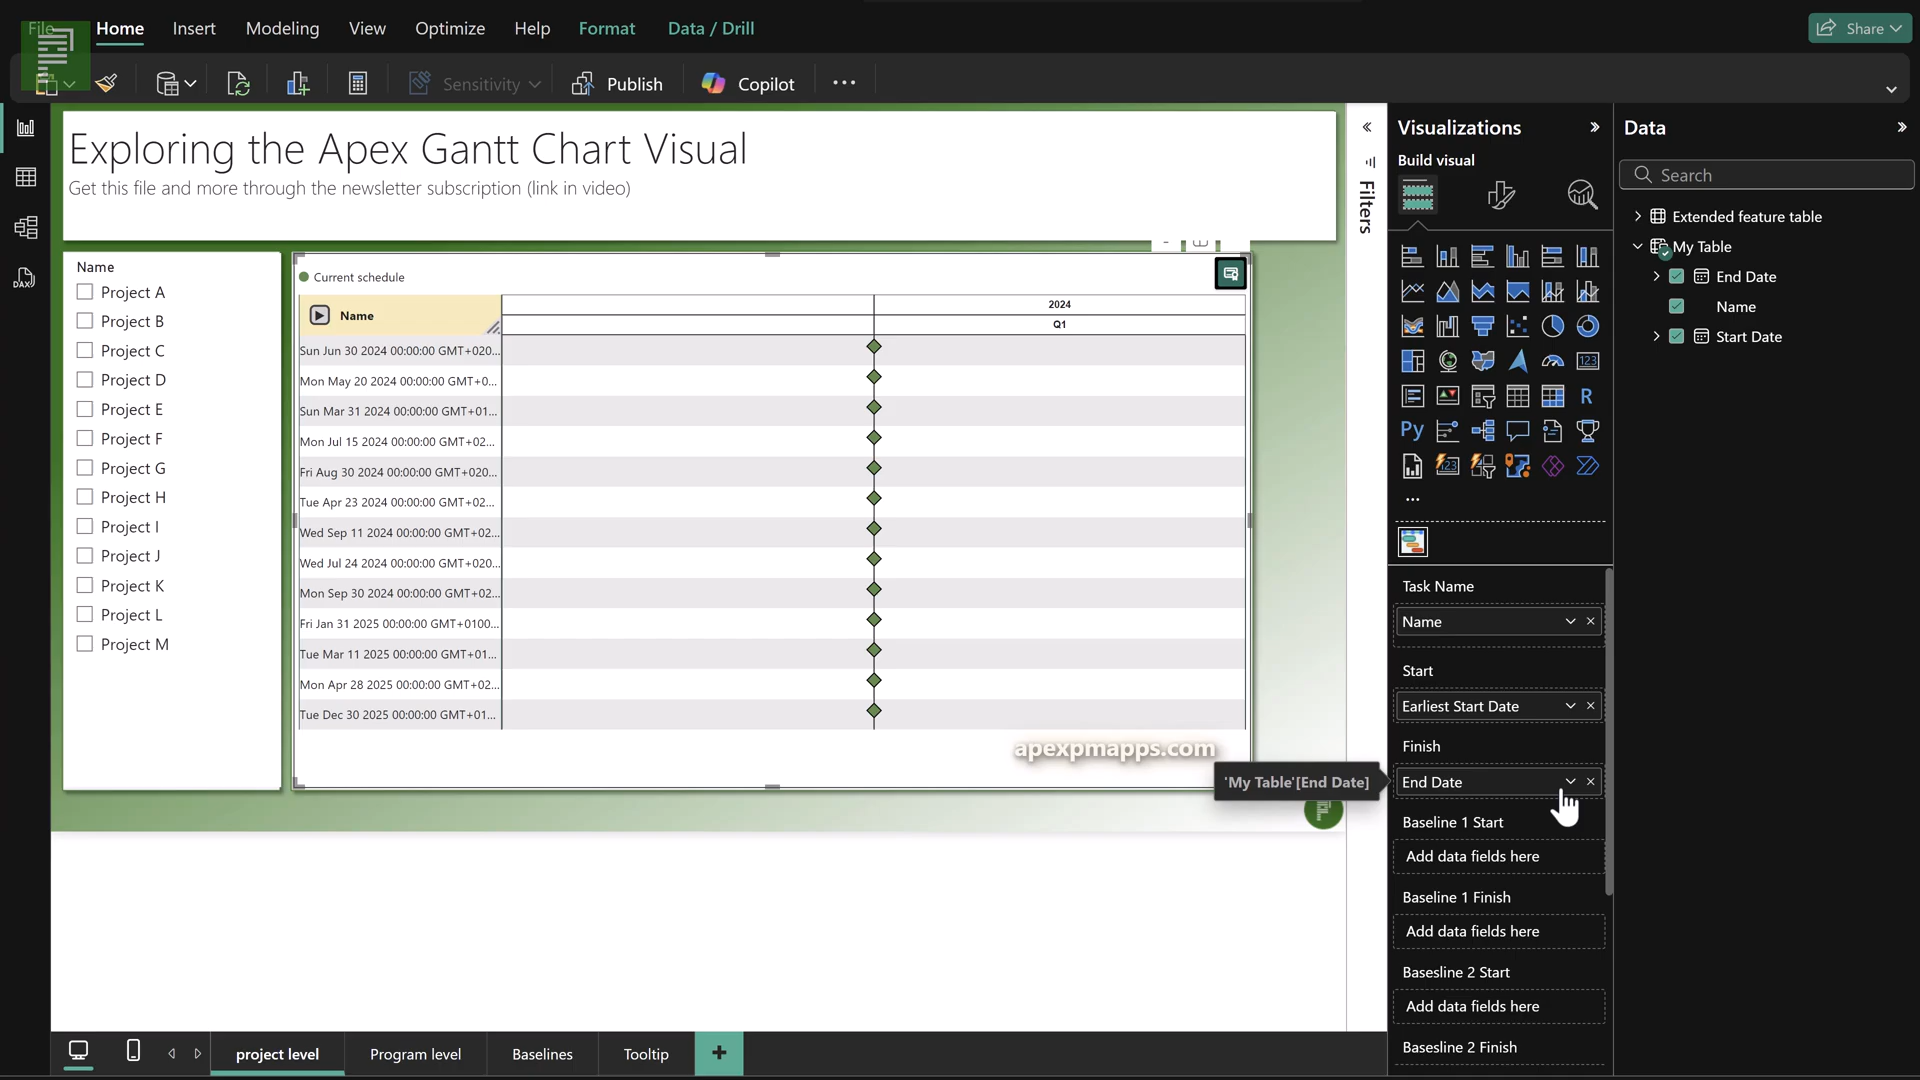 File Home Insert Modeling View Optimize Help Format Data / Drill Share
Sensitivity Publish Copilot
Exploring the Apex Gantt Chart Visual
Get this file and more through the newsletter subscription (link in video)
Name
Project A
Project B
Project C
Project D
Project E
Project F
Project G
Project H
Project I
Project J
Project K
Project L
Project M
Current schedule
Name
2024
Q1
Sun Jun 30 2024 00:00:00 GMT+020...
Mon May 20 2024 00:00:00 GMT+0...
Sun Mar 31 2024 00:00:00 GMT+01...
Mon Jul 15 2024 00:00:00 GMT+02...
Fri Aug 30 2024 00:00:00 GMT+020...
Tue Apr 23 2024 00:00:00 GMT+02...
Wed Sep 11 2024 00:00:00 GMT+02...
Wed Jul 24 2024 00:00:00 GMT+020...
Mon Sep 30 2024 00:00:00 GMT+02...
Fri Jan 31 2025 00:00:00 GMT+0100...
Tue Mar 11 2025 00:00:00 GMT+01...
Mon Apr 28 2025 00:00:00 GMT+02...
Tue Dec 30 2025 00:00:00 GMT+01...
apexpmapps.com
'My Table'[End Date]
Filters
Visualizations
Build visual
123
R
Py
123
...
Task Name
Name
Start
Earliest Start Date
Finish
End Date
Baseline 1 Start
Add data fields here
Baseline 1 Finish
Add data fields here
Basesline 2 Start
Add data fields here
Basesline 2 Finish
Data
Search
Extended feature table
My Table
End Date
Name
Start Date
DAX
project level Program level Baselines Tooltip +